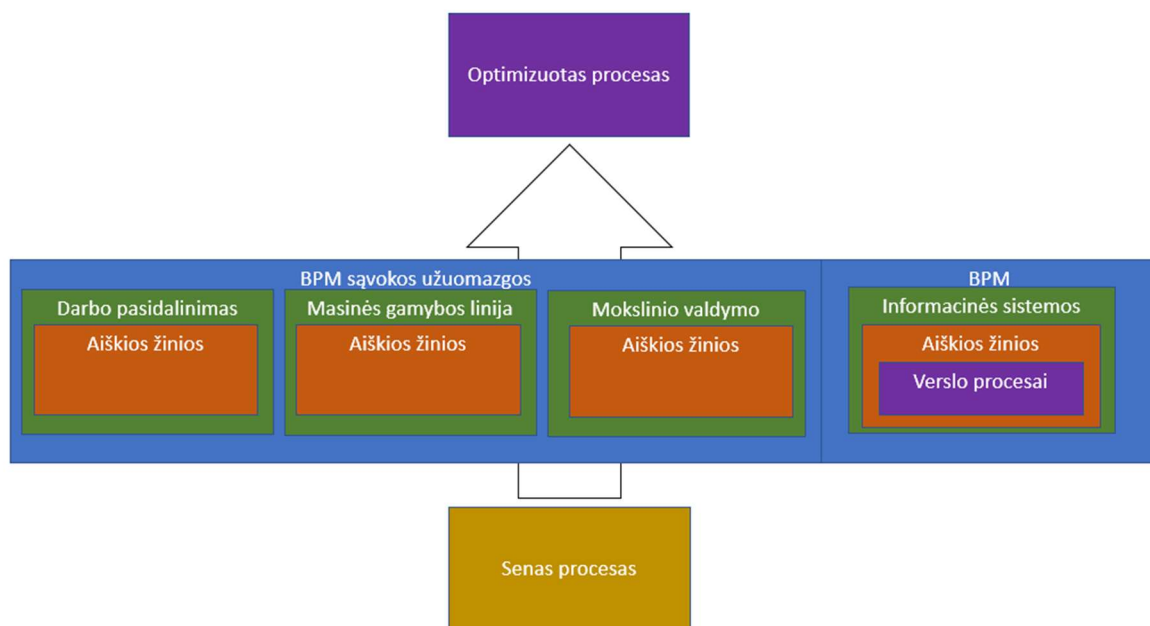 Optimizuotas procesas
BPM sąvokos užuomazgos
BPM
Darbo pasidalinimas
Masinės gamybos linija
Mokslinio valdymo
Informacinės sistemos
Aiškios žinios
Aiškios žinios
Aiškios žinios
Aiškios žinios
Verslo procesai
Senas procesas